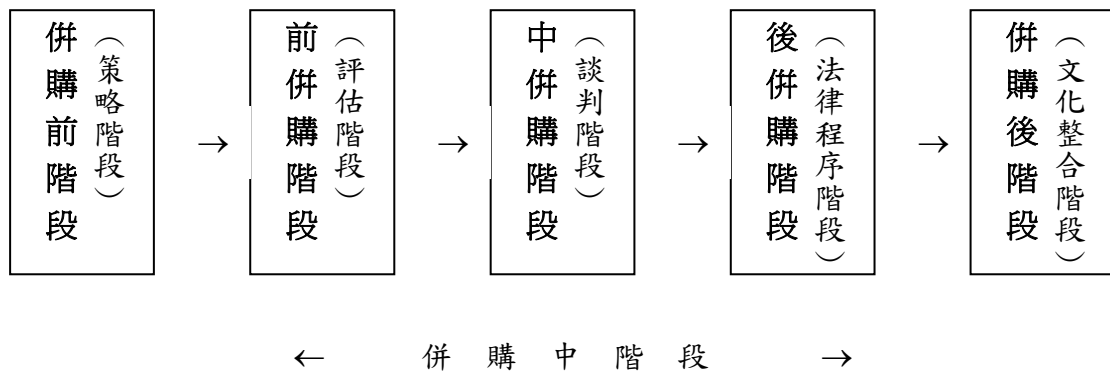 併購前階段
（策略階段）
→
前併購階段
（評估階段）
→
中併購階段
（談判階段）
→
後併購階段
（法律程序階段）
→
併購後階段
（文化整合階段）
← 併購中階段 →